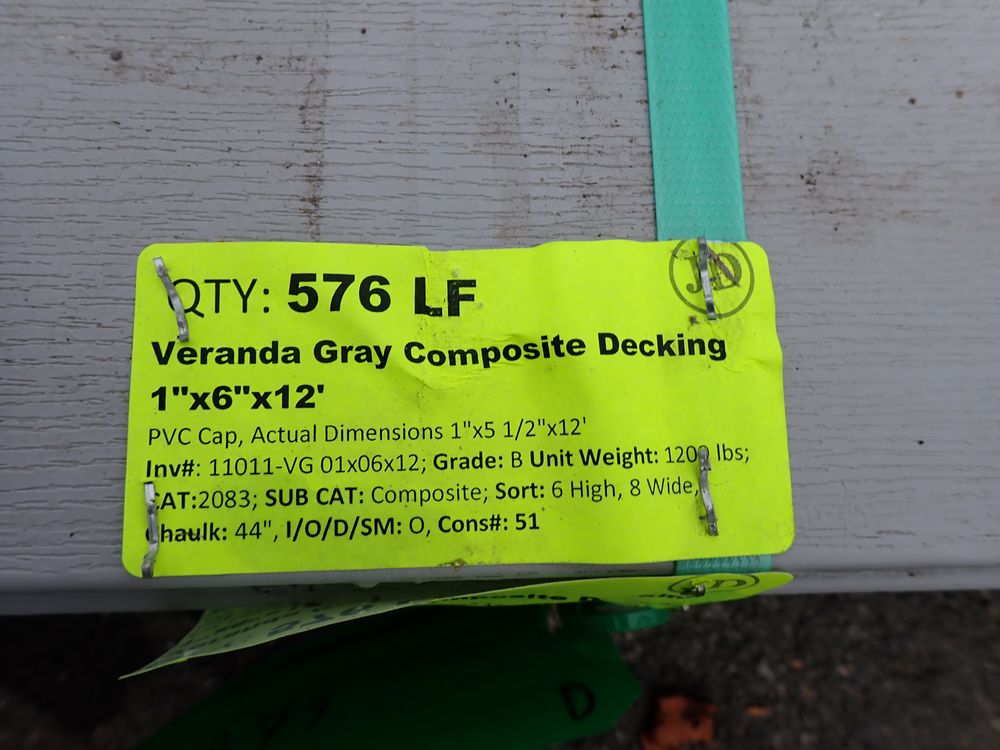 QTY: 576 LF
Veranda Gray Composite Decking
1"x6"x12'
PVC Cap, Actual Dimensions 1"x5 1/2"x12'
Inv#: 11011-VG 01x06x12; Grade: B Unit Weight: 1200 lbs;
CAT:2083; SUB CAT: Composite; Sort: 6 High, 8 Wide,
Chaulk: 44", I/O/D/SM: O, Cons#: 51
D